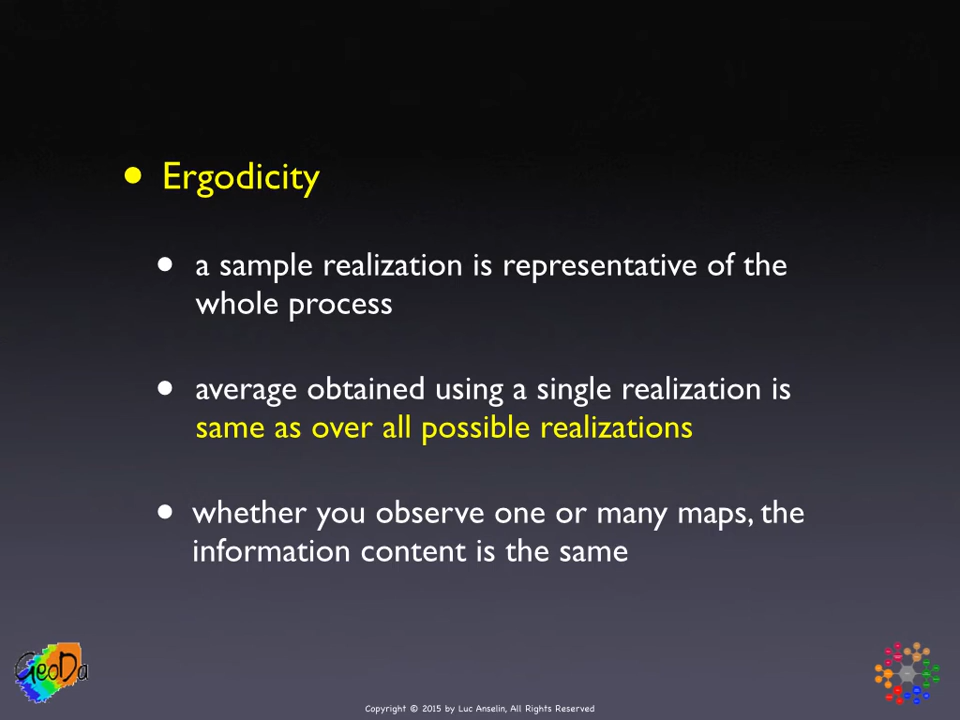 • Ergodicity
• a sample realization is representative of the
whole process
• average obtained using a single realization is
same as over all possible realizations
• whether you observe one or many maps, the
information content is the same
GeoDa
Copyright © 2015 by Luc Anselin, All Rights Reserved